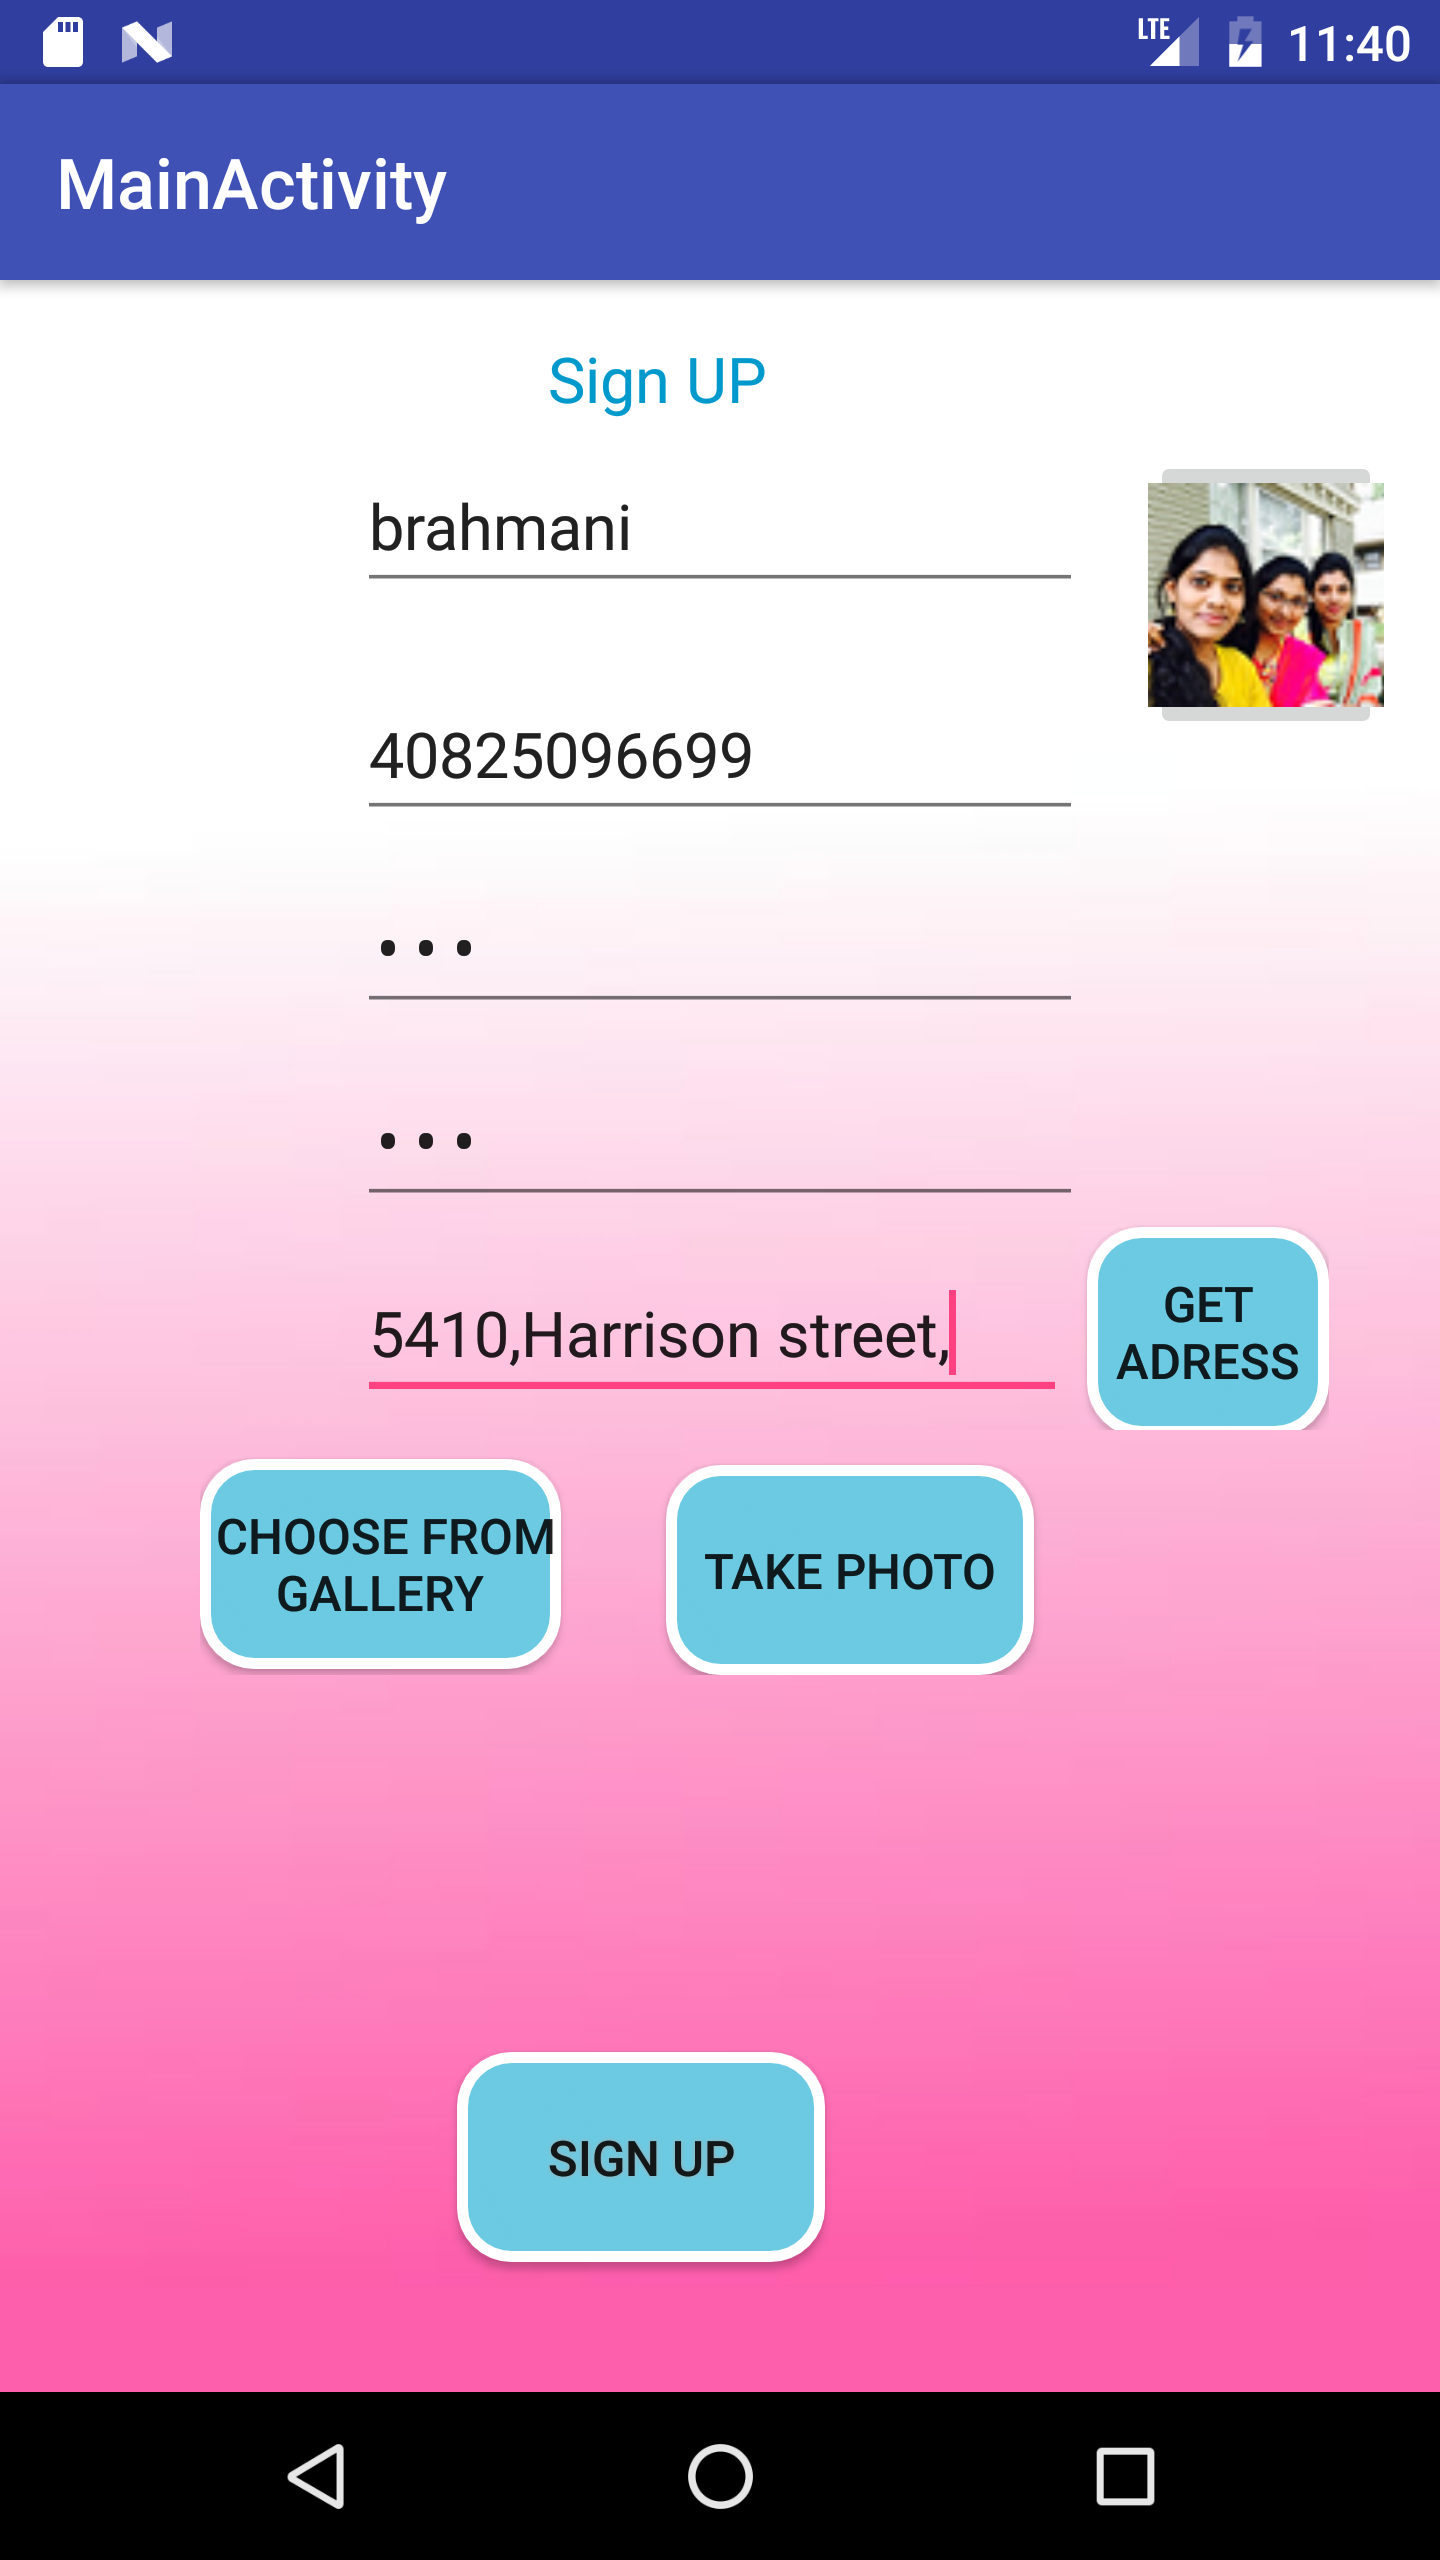 LTE 11:40
MainActivity
Sign UP
brahmani
40825096699
•••
•••
5410,Harrison street,
GET
ADRESS
CHOOSE FROM
GALLERY
TAKE PHOTO
SIGN UP